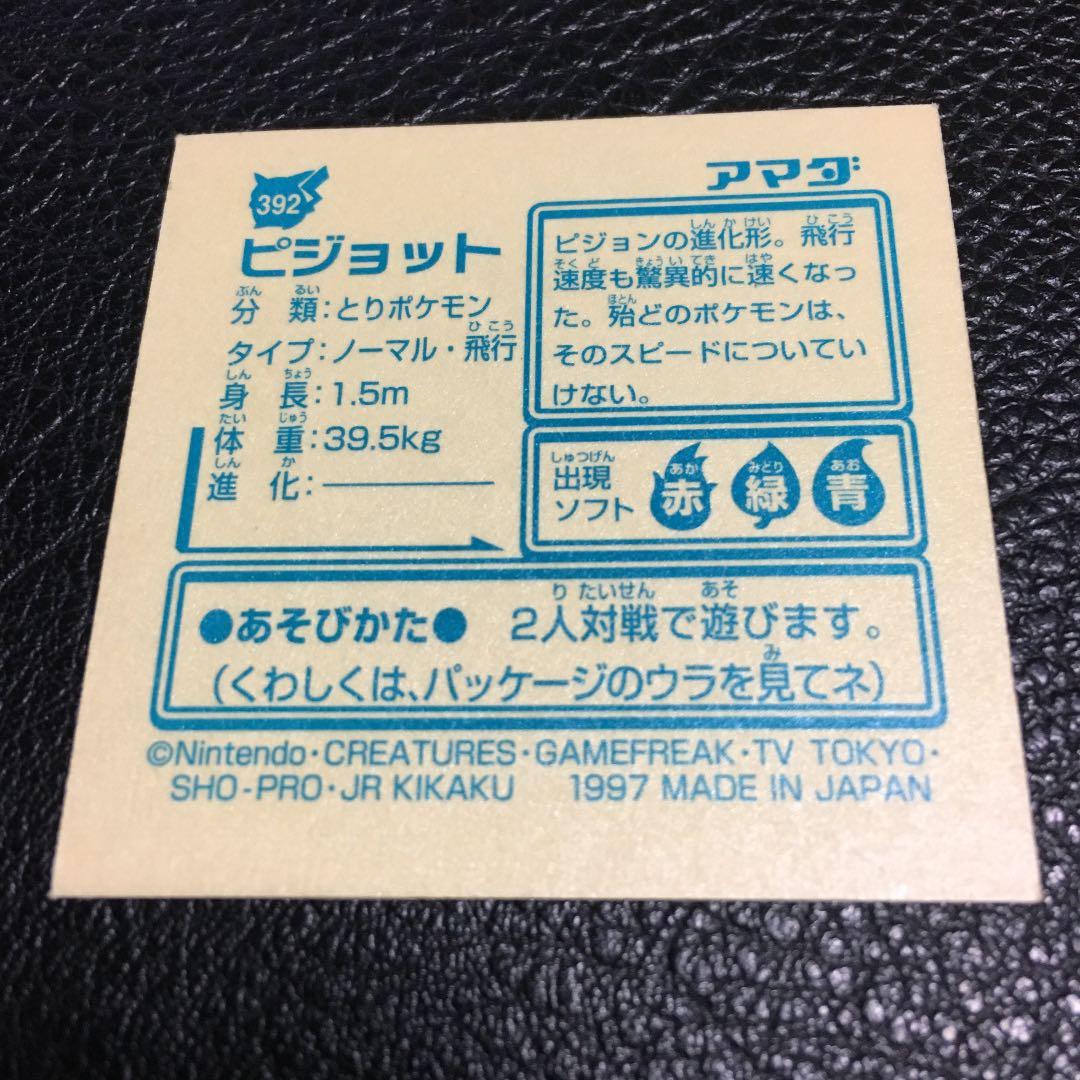 392
アマダ
ピジョット
分類:とりポケモン
タイプ:ノーマル・飛行
身長:1.5m
体重:39.5kg
進化:―――
ピジョンの進化形。飛行
速度も驚異的に速くなっ
た。殆どのポケモンは、
そのスピードについてい
けない。
出現
ソフト
赤 緑 青
●あそびかた● 2人対戦で遊びます。
(くわしくは、パッケージのウラを見てネ)
©Nintendo・CREATURES・GAMEFREAK・TV TOKYO・
SHO-PRO・JR KIKAKU 1997 MADE IN JAPAN